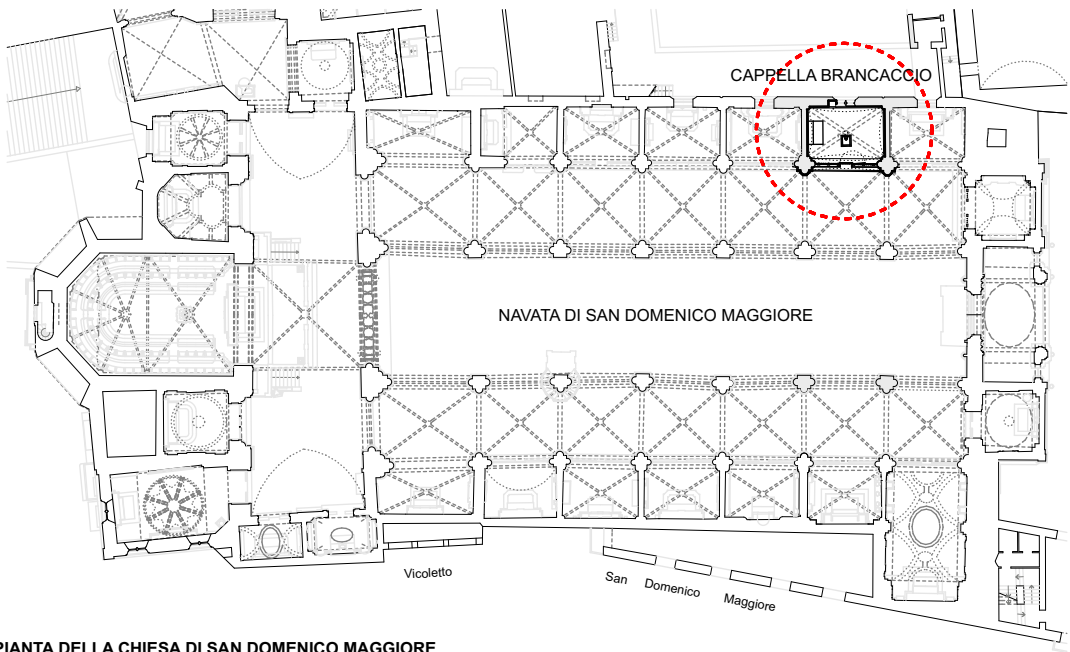 CAPPELLA BRANCACCIO
NAVATA DI SAN DOMENICO MAGGIORE
Vicoletto San Domenico Maggiore
PIANTA DELLA CHIESA DI SAN DOMENICO MAGGIORE